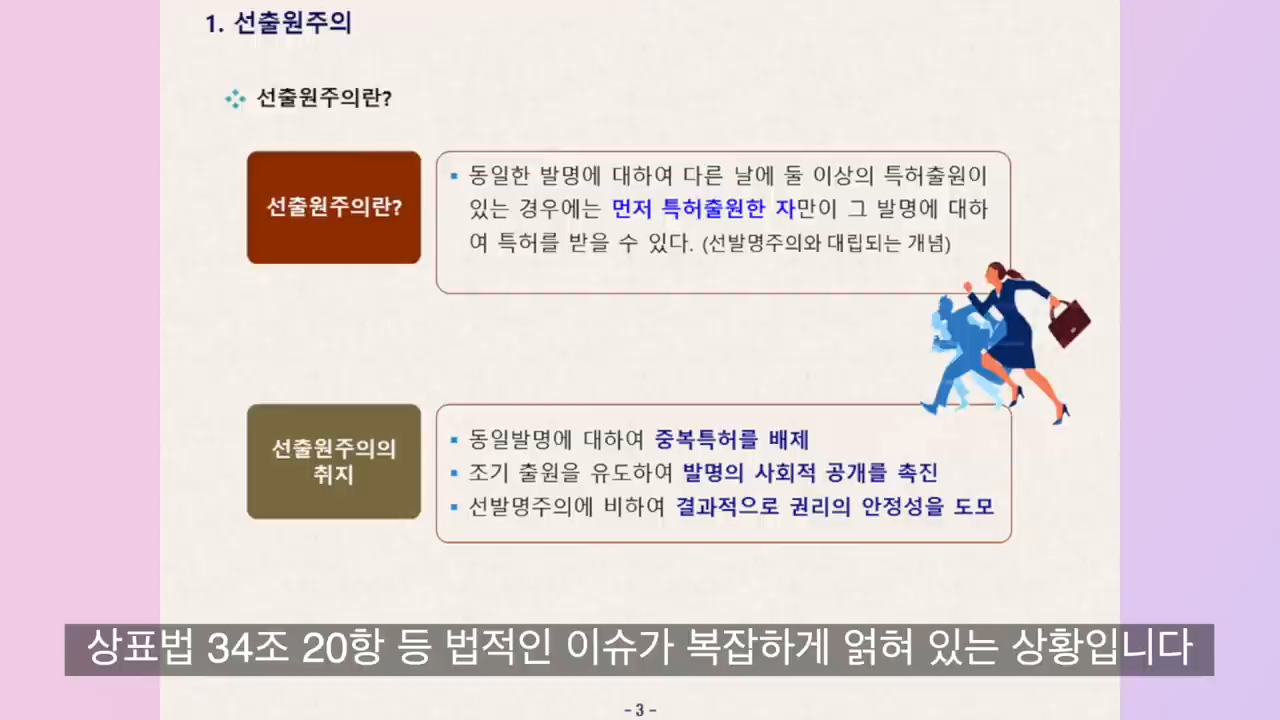 1. 선출원주의
선출원주의란?
선출원주의란?
동일한 발명에 대하여 다른 날에 둘 이상의 특허출원이
있는 경우에는 먼저 특허출원한 자만이 그 발명에 대하
여 특허를 받을 수 있다. (선발명주의와 대립되는 개념)
선출원주의의
취지
동일발명에 대하여 중복특허를 배제
조기 출원을 유도하여 발명의 사회적 공개를 촉진
선발명주의에 비하여 결과적으로 권리의 안정성을 도모
상표법 34조 20항 등 법적인 이슈가 복잡하게 얽혀 있는 상황입니다
- 3 -